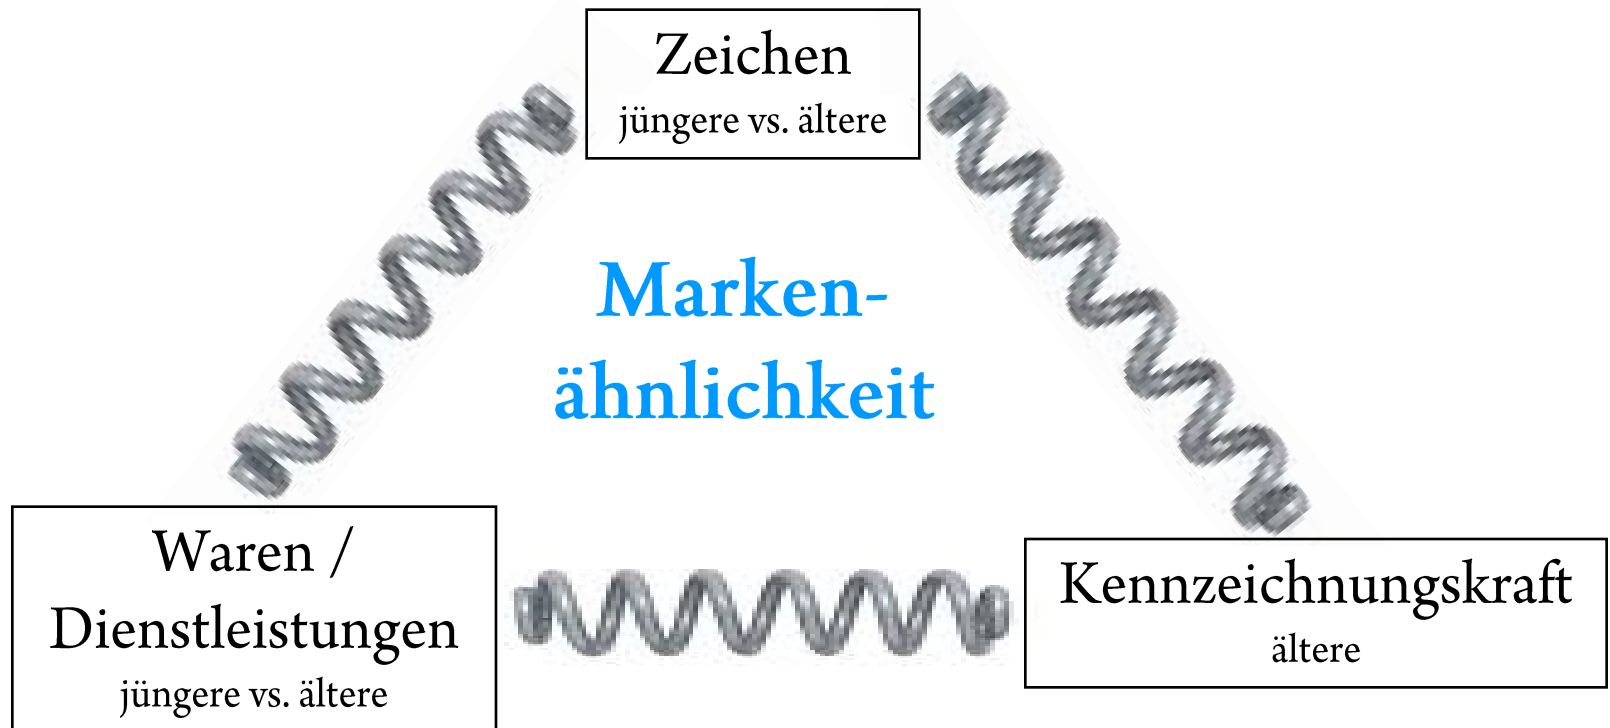 Zeichen
jüngere vs. ältere
Marken-
ähnlichkeit
Waren /
Dienstleistungen
jüngere vs. ältere
Kennzeichnungskraft
ältere